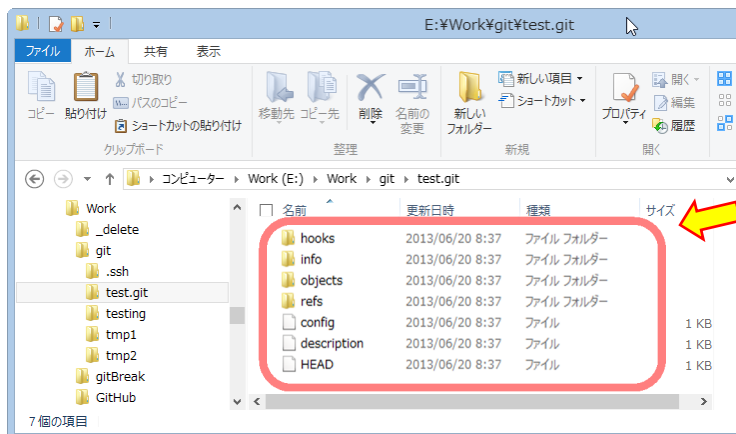 E:¥Work¥git¥test.git
ファイル ホーム 共有 表示
コピー 貼り付け 切り取り パスのコピー ショートカットの貼り付け
移動先 コピー先 削除 名前の変更
新しいフォルダー 新しい項目 ショートカット
プロパティ 開く 編集 履歴
クリップボード 整理 新規 開く
コンピューター Work (E:) Work git test.git
Work
_delete
git
.ssh
test.git
testing
tmp1
tmp2
gitBreak
GitHub
名前 更新日時 種類 サイズ
hooks 2013/06/20 8:37 ファイル フォルダー
info 2013/06/20 8:37 ファイル フォルダー
objects 2013/06/20 8:37 ファイル フォルダー
refs 2013/06/20 8:37 ファイル フォルダー
config 2013/06/20 8:37 ファイル 1 KB
description 2013/06/20 8:37 ファイル 1 KB
HEAD 2013/06/20 8:37 ファイル 1 KB
7 個の項目